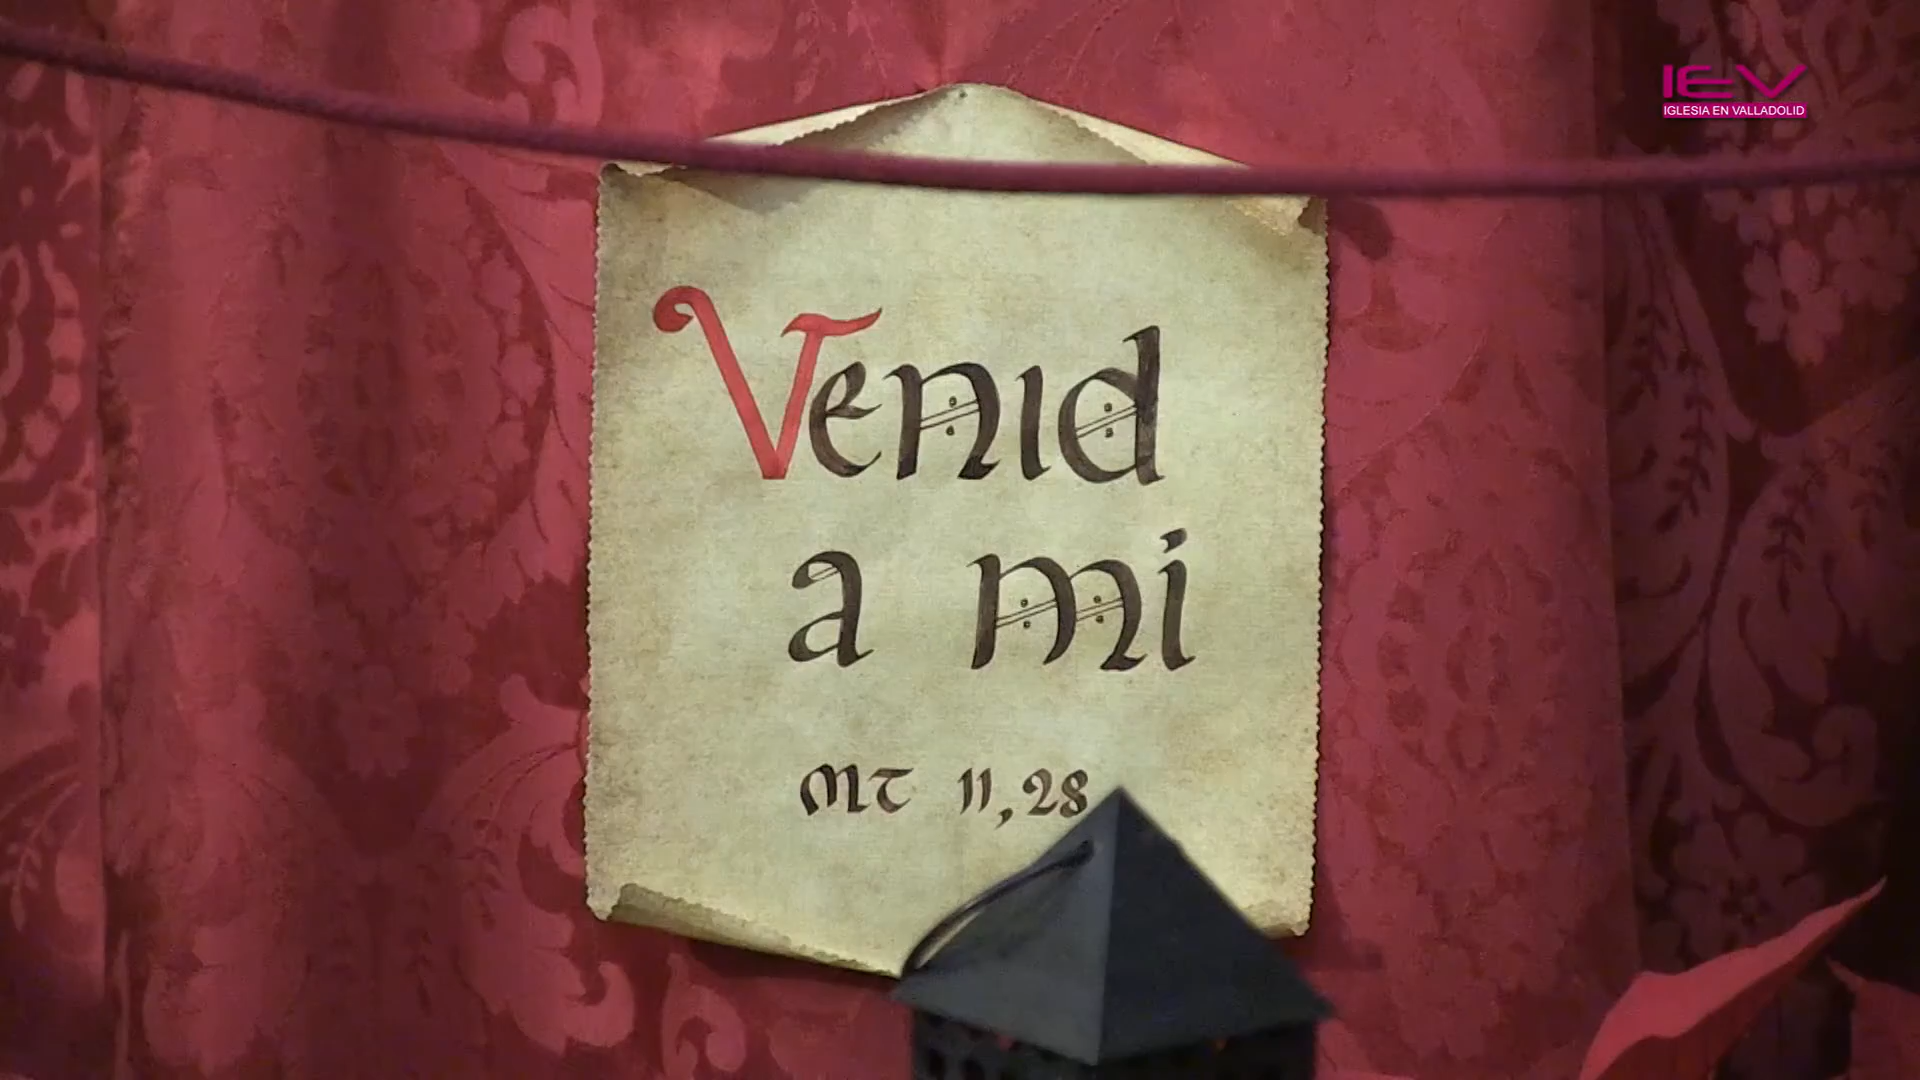 IEV
IGLESIA EN VALLADOLID
Venid
a mi
MT 11,28